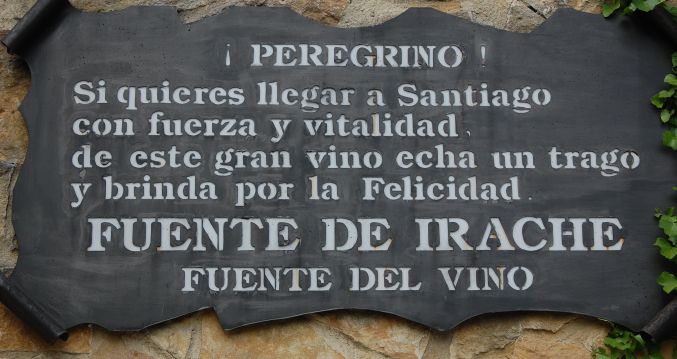 ¡ PEREGRINO !
Si quieres llegar a Santiago
con fuerza y vitalidad,
de este gran vino echa un trago
y brinda por la Felicidad.
FUENTE DE IRACHE
FUENTE DEL VINO